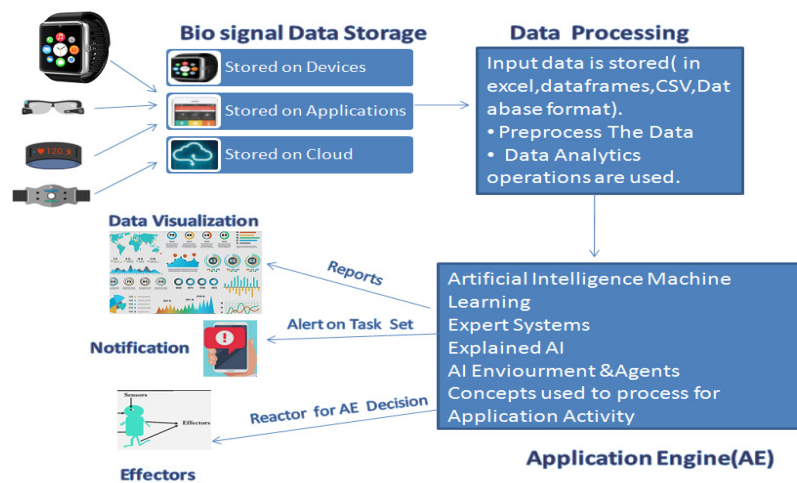 Bio signal Data Storage
Stored on Devices
Stored on Applications
Stored on Cloud
120
Data Processing
Input data is stored( in
excel,dataframes,CSV,Dat
abase format).
• Preprocess The Data
• Data Analytics
operations are used.
Data Visualization
Reports
Alert on Task Set
Notification
Reactor for AE Decision
Sensors
Effectors
Effectors
Artificial Intelligence Machine
Learning
Expert Systems
Explained AI
AI Enviourment &Agents
Concepts used to process for
Application Activity
Application Engine(AE)